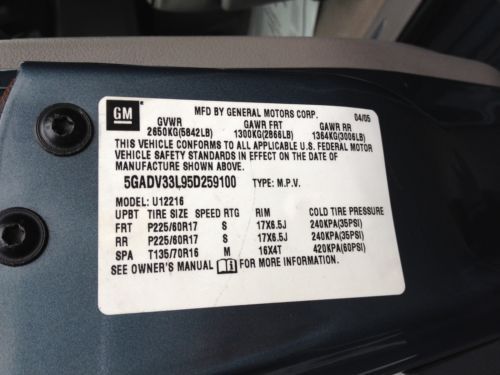 GM
MFD BY GENERAL MOTORS CORP. 04/05
GVWR GAWR FRT GAWR RR
2650KG(5842LB) 1300KG(2866LB) 1364KG(3006LB)
THIS VEHICLE CONFORMS TO ALL APPLICABLE U.S. FEDERAL MOTOR
VEHICLE SAFETY STANDARDS IN EFFECT ON THE DATE OF
MANUFACTURE SHOWN ABOVE.
5GADV33L95D259100 TYPE: M.P.V.
MODEL: U12216
UPBT TIRE SIZE SPEED RTG RIM COLD TIRE PRESSURE
FRT P225/60R17 S 17X6.5J 240KPA(35PSI)
RR P225/60R17 S 17X6.5J 240KPA(35PSI)
SPA T135/70R16 M 16X4T 420KPA(60PSI)
SEE OWNER'S MANUAL FOR MORE INFORMATION.